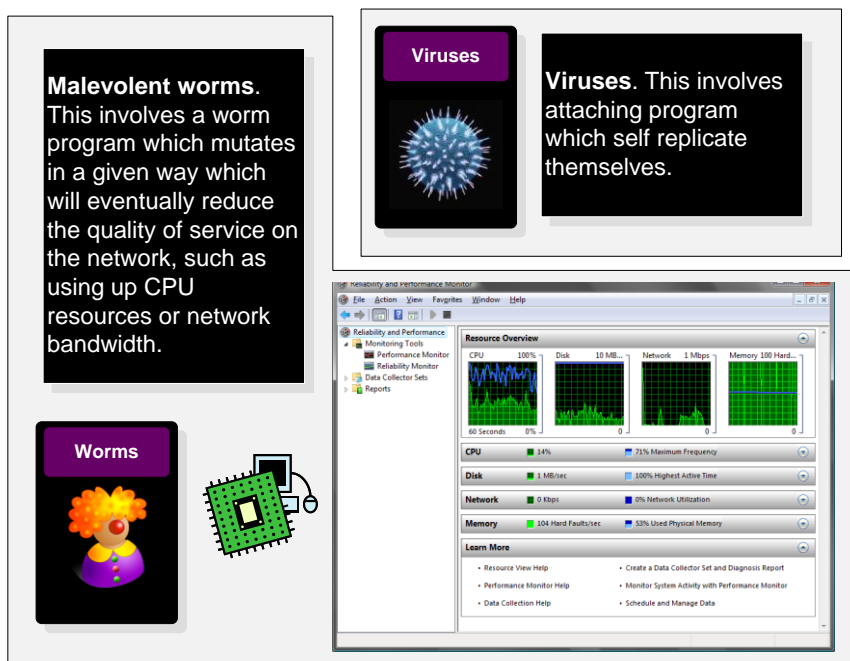 Malevolent worms.
This involves a worm
program which mutates
in a given way which
will eventually reduce
the quality of service on
the network, such as
using up CPU
resources or network
bandwidth.
Worms
Viruses
Viruses. This involves
attaching program
which self replicate
themselves.
Reliability and Performance Monitor
File Action View Favorites Window Help
Reliability and Performance
Monitoring Tools
Performance Monitor
Reliability Monitor
Data Collector Sets
Reports
Resource Overview
CPU 100% Disk 10 MB... Network 1 Mbps Memory 100 Hard...
60 Seconds 0% 0 0 0
CPU 14% 71% Maximum Frequency
Disk 1 MB/sec 100% Highest Active Time
Network 0 Kbps 0% Network Utilization
Memory 104 Hard Faults/sec 53% Used Physical Memory
Learn More
• Resource View Help • Create a Data Collector Set and Diagnosis Report
• Performance Monitor Help • Monitor System Activity with Performance Monitor
• Data Collection Help • Schedule and Manage Data